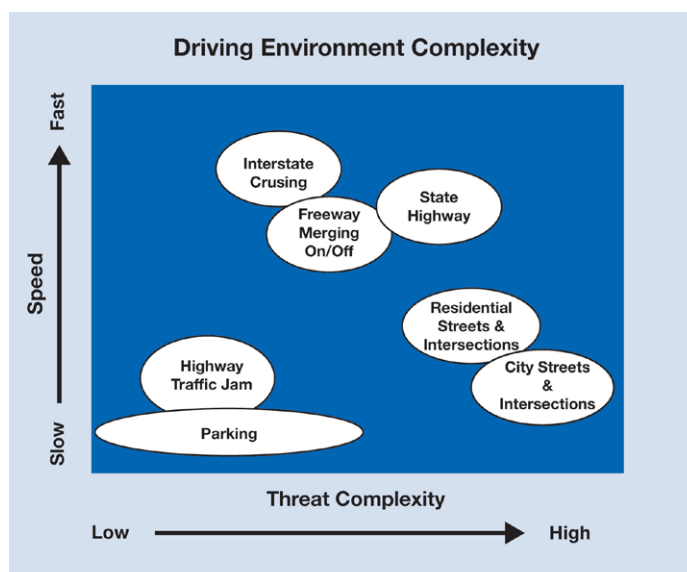 Driving Environment Complexity
Fast
Speed
Slow
Interstate
Crusing
Freeway
Merging
On/Off
State
Highway
Residential
Streets &
Intersections
City Streets
&
Intersections
Highway
Traffic Jam
Parking
Threat Complexity
Low
High